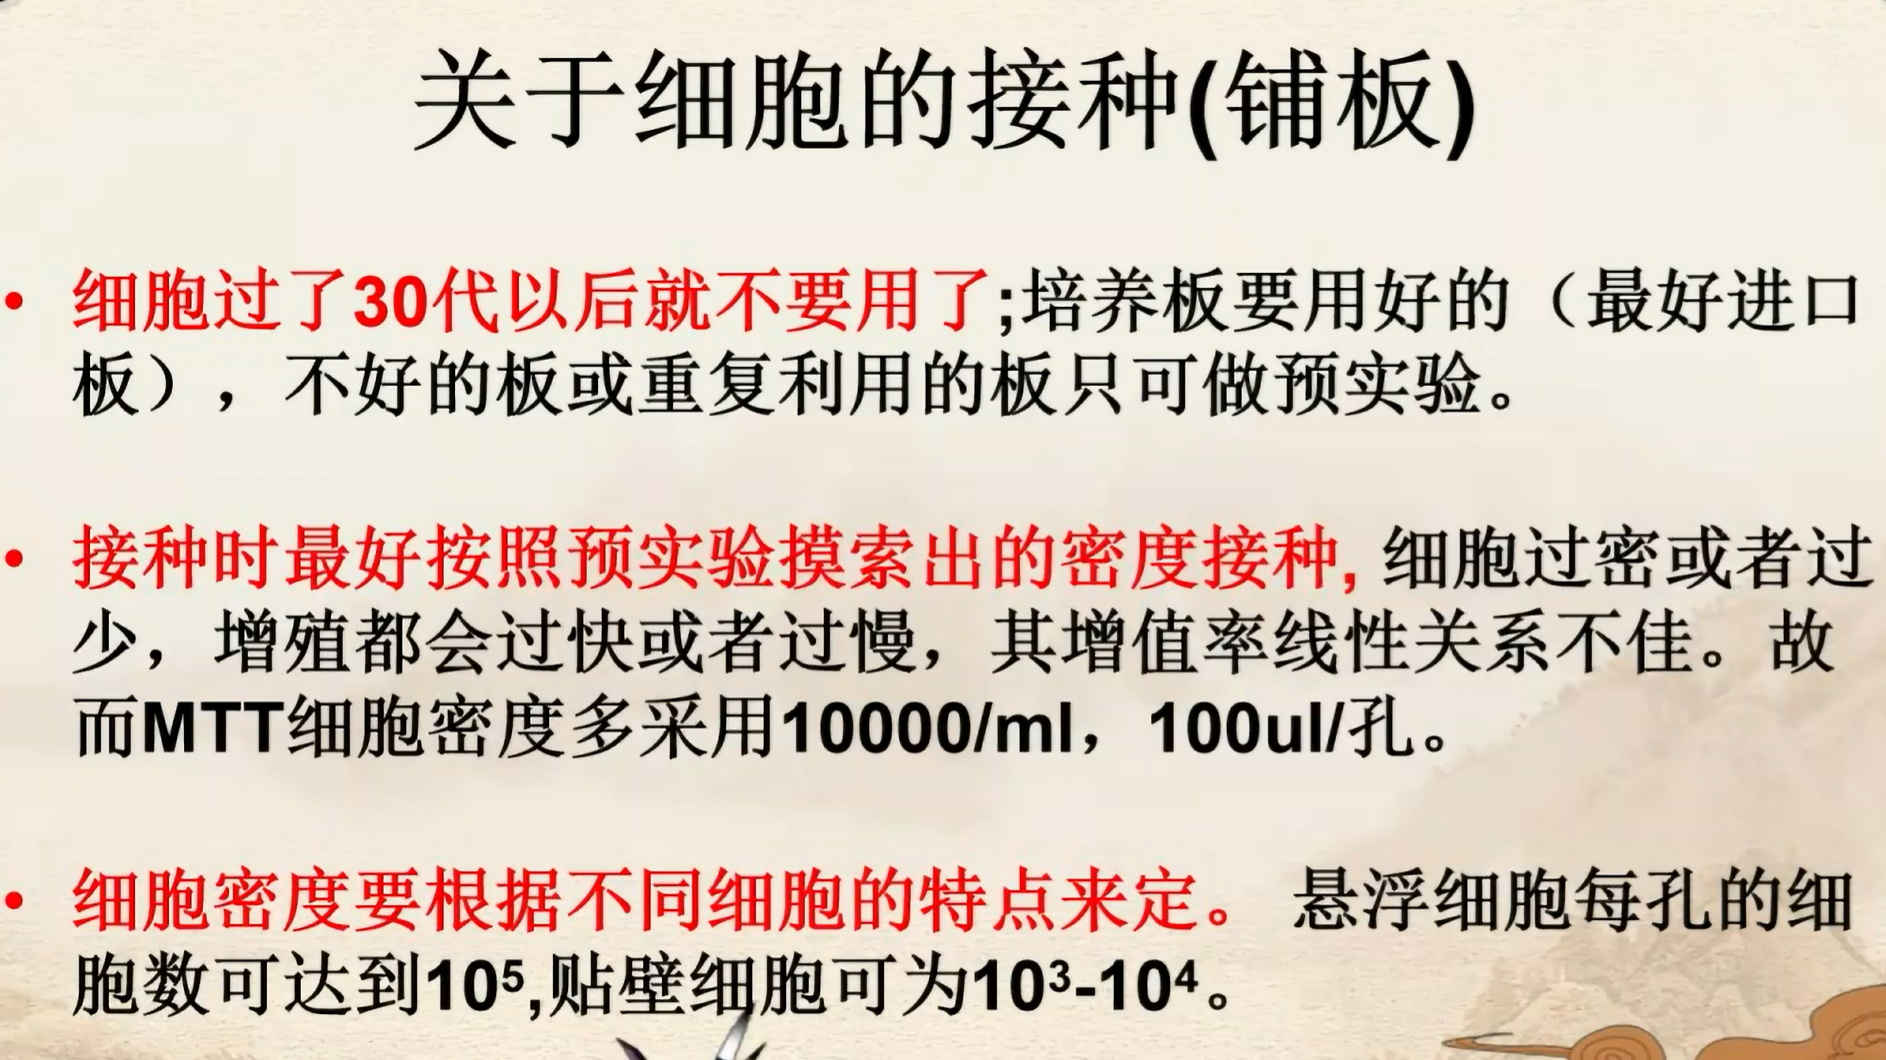 关于细胞的接种(铺板)
• 细胞过了30代以后就不要用了;培养板要用好的（最好进口
板），不好的板或重复利用的板只可做预实验。
• 接种时最好按照预实验摸索出的密度接种, 细胞过密或者过
少，增殖都会过快或者过慢，其增值率线性关系不佳。故
而MTT细胞密度多采用10000/ml，100ul/孔。
• 细胞密度要根据不同细胞的特点来定。 悬浮细胞每孔的细
胞数可达到10⁵,贴壁细胞可为10³-10⁴。